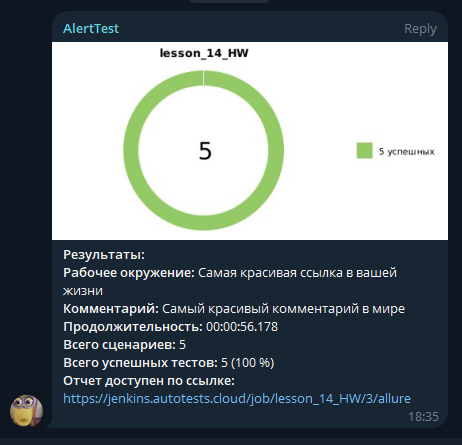 AlertTest Reply
lesson_14_HW
5
5 успешных
Результаты:
Рабочее окружение: Самая красивая ссылка в вашей
жизни
Комментарий: Самый красивый комментарий в мире
Продолжительность: 00:00:56.178
Всего сценариев: 5
Всего успешных тестов: 5 (100 %)
Отчет доступен по ссылке:
https://jenkins.autotests.cloud/job/lesson_14_HW/3/allure
18:35